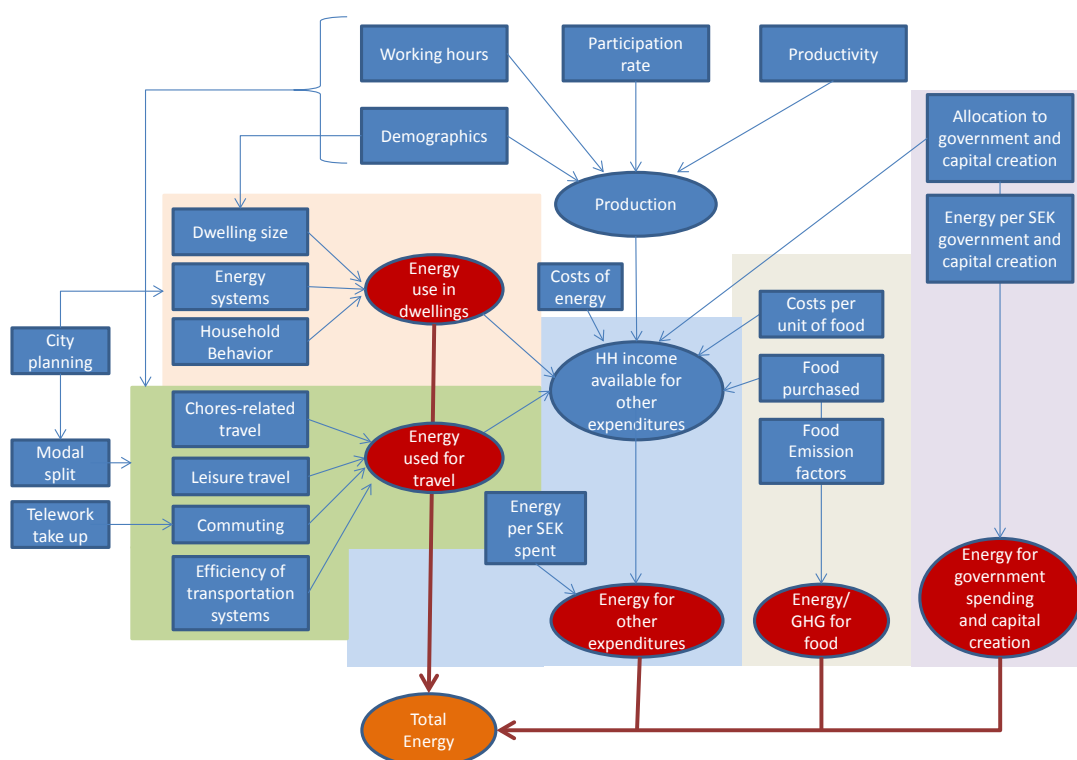 Working hours
Participation
rate
Productivity
Demographics
Allocation to
government and
capital creation
Production
Energy per SEK
government and
capital creation
Dwelling size
Energy
systems
Household
Behavior
Energy
use in
dwellings
Costs of
energy
Costs per
unit of food
City
planning
HH income
available for
other
expenditures
Food
purchased
Food
Emission
factors
Chores-related
travel
Modal
split
Leisure travel
Energy
used for
travel
Telework
take up
Commuting
Energy
per SEK
spent
Efficiency of
transportation
systems
Energy for
other
expenditures
Energy/
GHG for
food
Energy for
government
spending
and capital
creation
Total
Energy